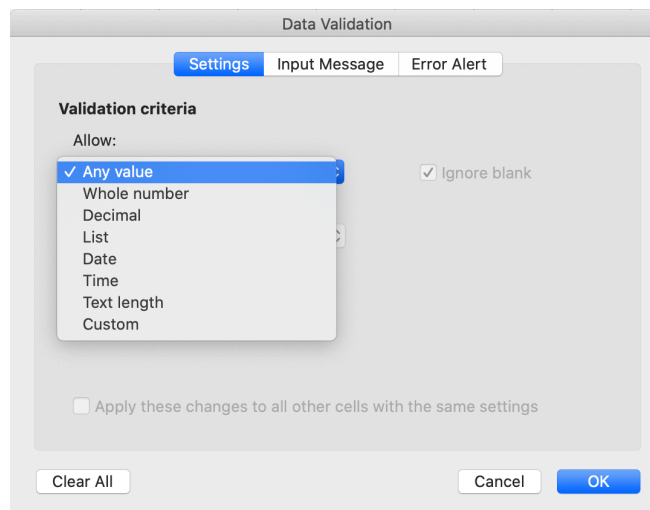 Data Validation
Settings Input Message Error Alert
Validation criteria
Allow:
Any value
Ignore blank
Whole number
Decimal
List
Date
Time
Text length
Custom
Apply these changes to all other cells with the same settings
Clear All Cancel OK